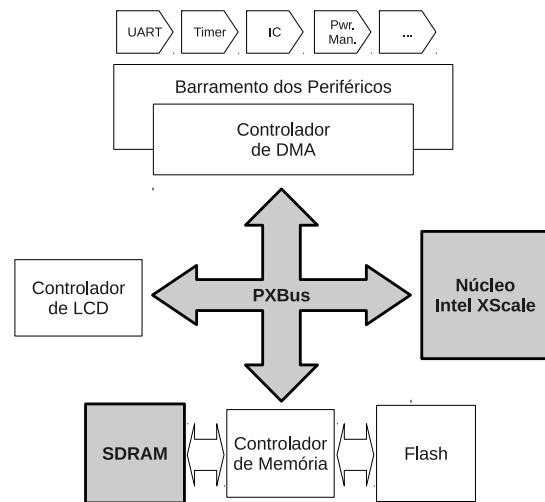 UART
Timer
IC
Pwr.
Man.
...
Barramento dos Periféricos
Controlador
de DMA
Controlador
de LCD
PXBus
Núcleo
Intel XScale
SDRAM
Controlador
de Memória
Flash